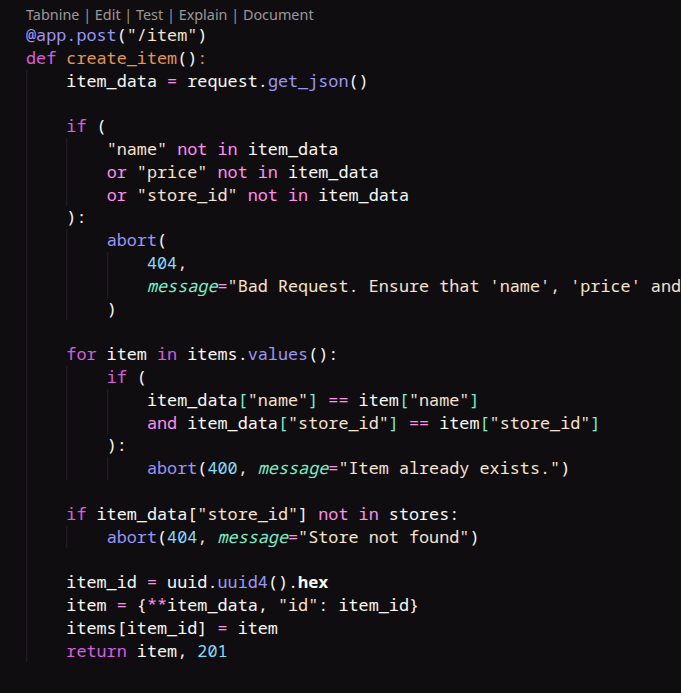 Tabnine | Edit | Test | Explain | Document
@app.post("/item")
def create_item():
    item_data = request.get_json()

    if (
        "name" not in item_data
        or "price" not in item_data
        or "store_id" not in item_data
    ):
        abort(
            404,
            message="Bad Request. Ensure that 'name', 'price' and
        )

    for item in items.values():
        if (
            item_data["name"] == item["name"]
            and item_data["store_id"] == item["store_id"]
        ):
            abort(400, message="Item already exists.")

    if item_data["store_id"] not in stores:
        abort(404, message="Store not found")

    item_id = uuid.uuid4().hex
    item = {**item_data, "id": item_id}
    items[item_id] = item
    return item, 201